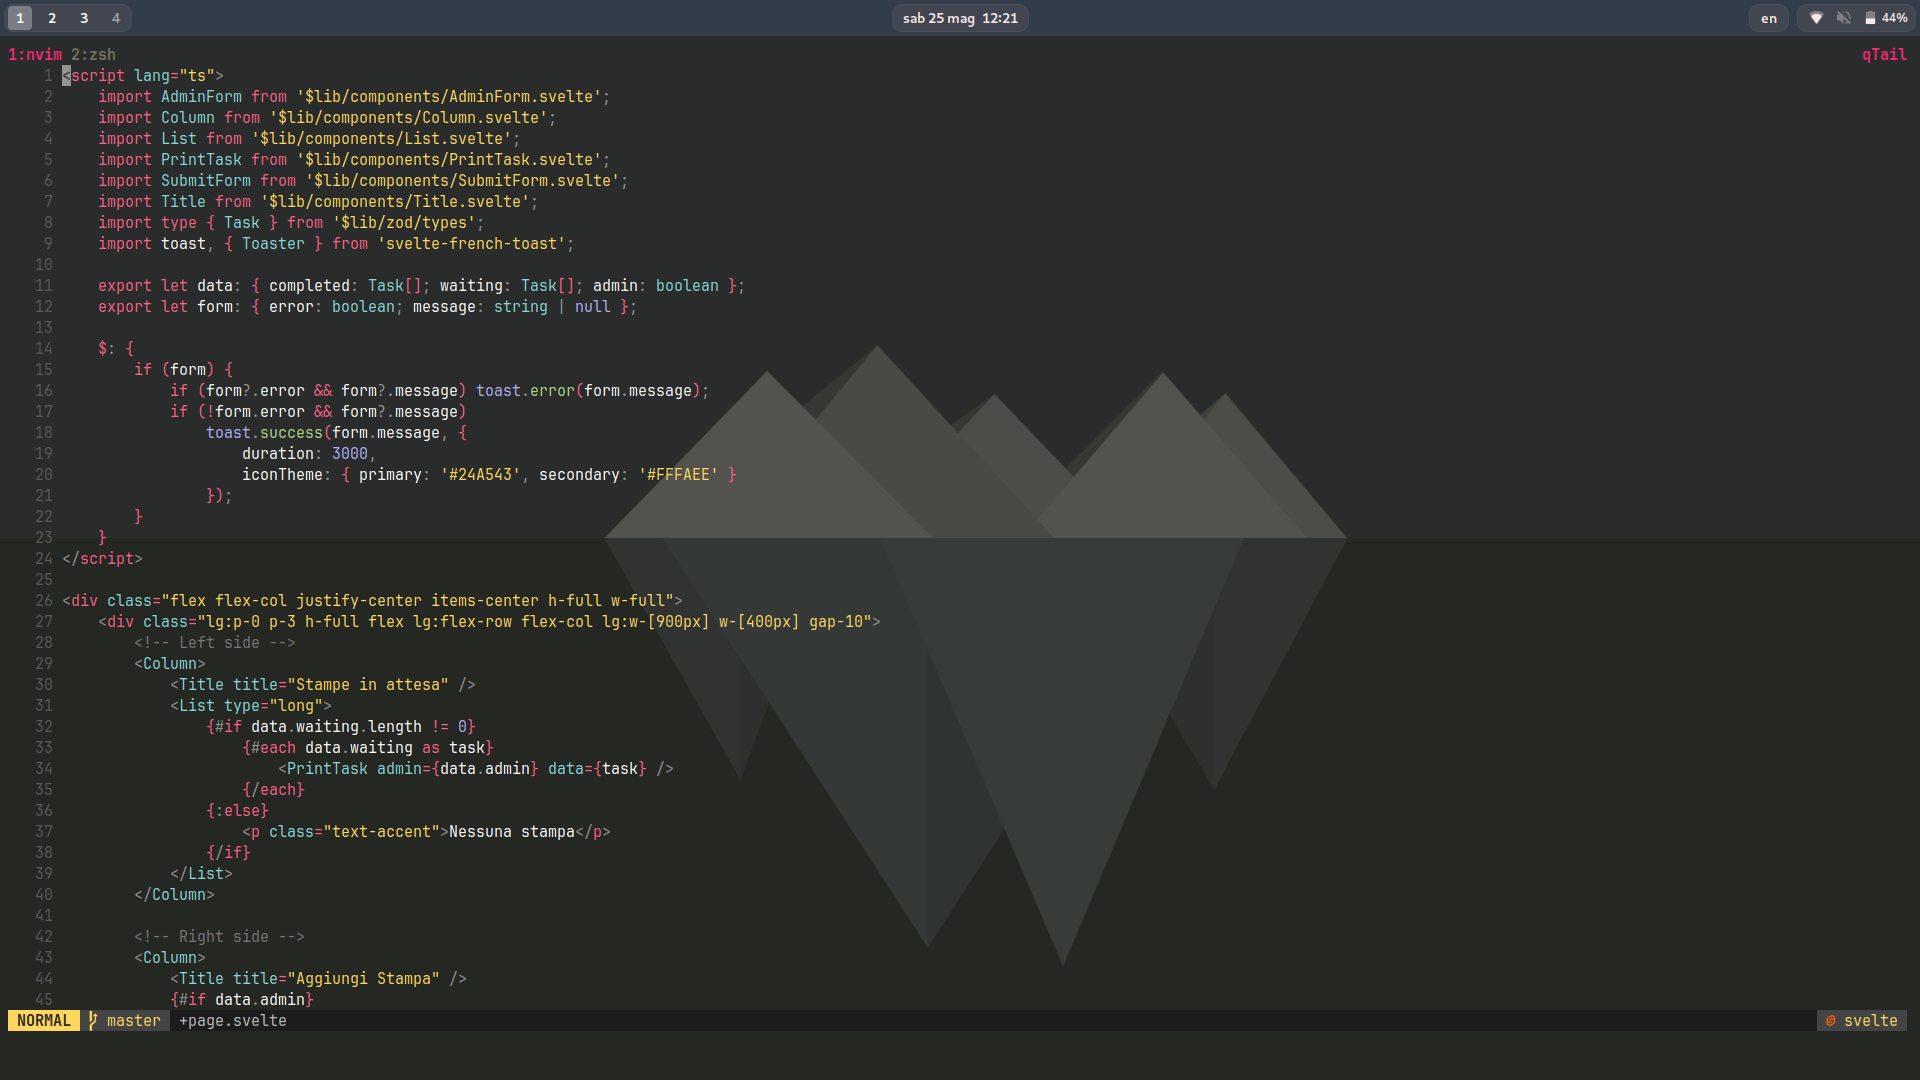 1 2 3 4 sab 25 mag 12:21 en 44%
1:nvim 2:zsh qTail
1 <script lang="ts">
2 import AdminForm from '$lib/components/AdminForm.svelte';
3 import Column from '$lib/components/Column.svelte';
4 import List from '$lib/components/List.svelte';
5 import PrintTask from '$lib/components/PrintTask.svelte';
6 import SubmitForm from '$lib/components/SubmitForm.svelte';
7 import Title from '$lib/components/Title.svelte';
8 import type { Task } from '$lib/zod/types';
9 import toast, { Toaster } from 'svelte-french-toast';
10
11 export let data: { completed: Task[]; waiting: Task[]; admin: boolean };
12 export let form: { error: boolean; message: string | null };
13
14 $: {
15 if (form) {
16 if (form?.error && form?.message) toast.error(form.message);
17 if (!form.error && form?.message)
18 toast.success(form.message, {
19 duration: 3000,
20 iconTheme: { primary: '#24A543', secondary: '#FFFAEE' }
21 });
22 }
23 }
24 </script>
25
26 <div class="flex flex-col justify-center items-center h-full w-full">
27 <div class="lg:p-0 p-3 h-full flex lg:flex-row flex-col lg:w-[900px] w-[400px] gap-10">
28 <!-- Left side -->
29 <Column>
30 <Title title="Stampe in attesa" />
31 <List type="long">
32 {#if data.waiting.length != 0}
33 {#each data.waiting as task}
34 <PrintTask admin={data.admin} data={task} />
35 {/each}
36 {:else}
37 <p class="text-accent">Nessuna stampa</p>
38 {/if}
39 </List>
40 </Column>
41
42 <!-- Right side -->
43 <Column>
44 <Title title="Aggiungi Stampa" />
45 {#if data.admin}
NORMAL master +page.svelte svelte